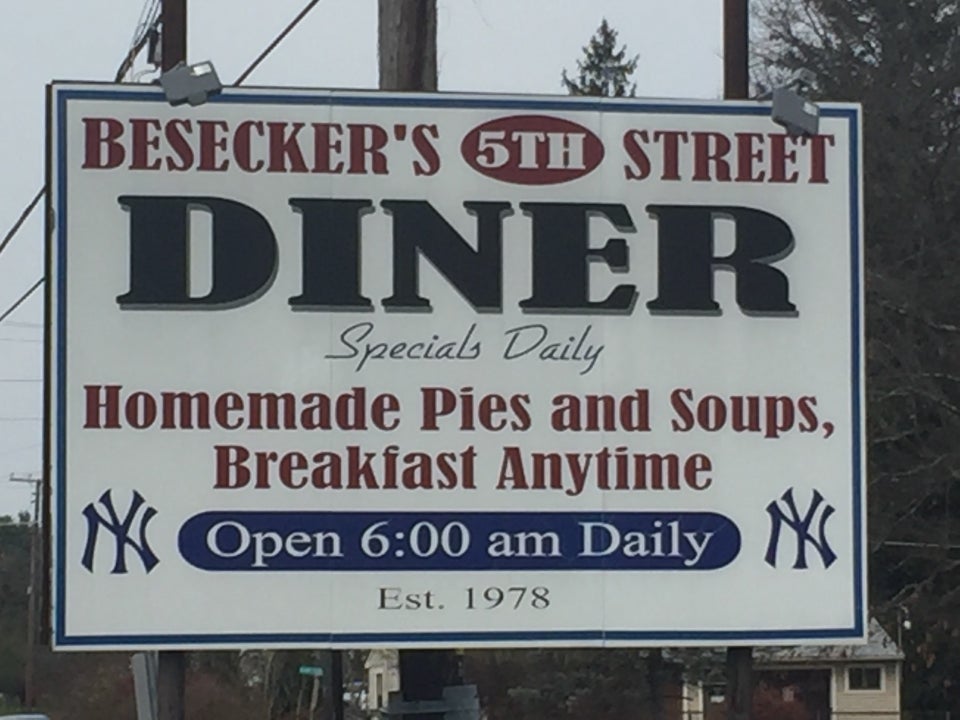 BESECKER'S 5TH STREET
DINER
Specials Daily
Homemade Pies and Soups,
Breakfast Anytime
NY Open 6:00 am Daily NY
Est. 1978